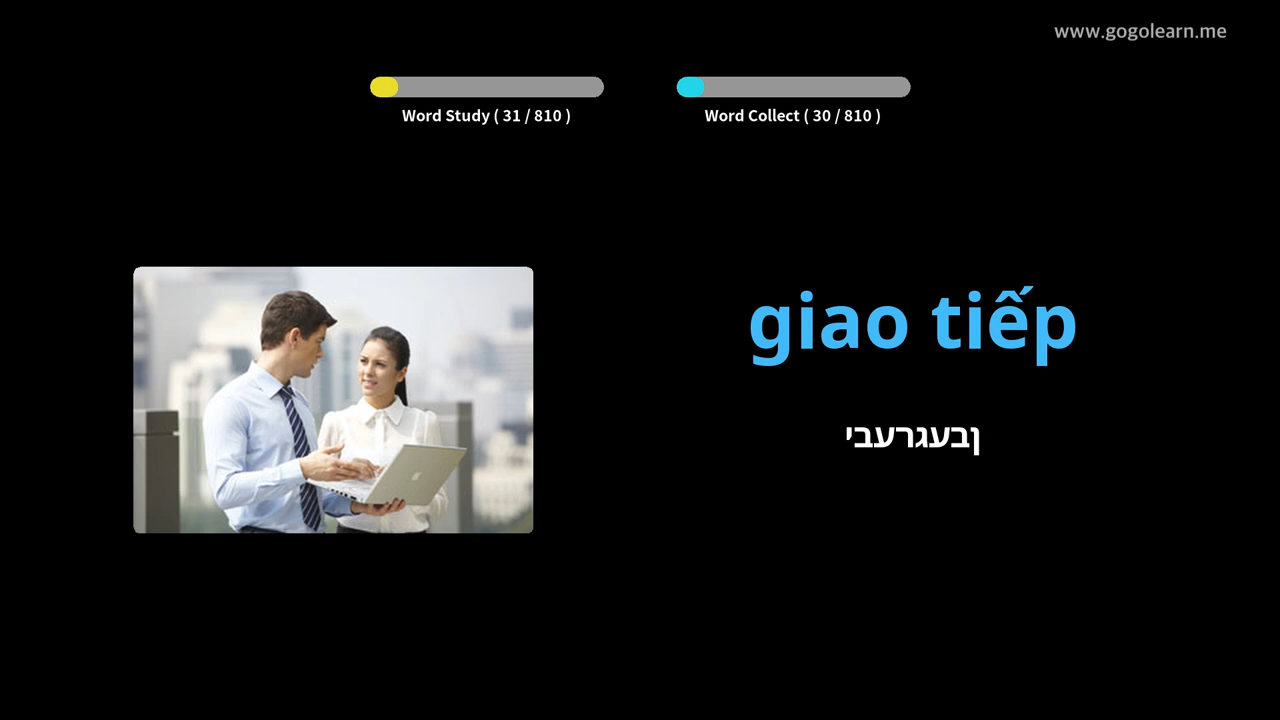 www.gogolearn.me
Word Study ( 31 / 810 )
Word Collect ( 30 / 810 )
giao tiếp
ןבעגרעבי